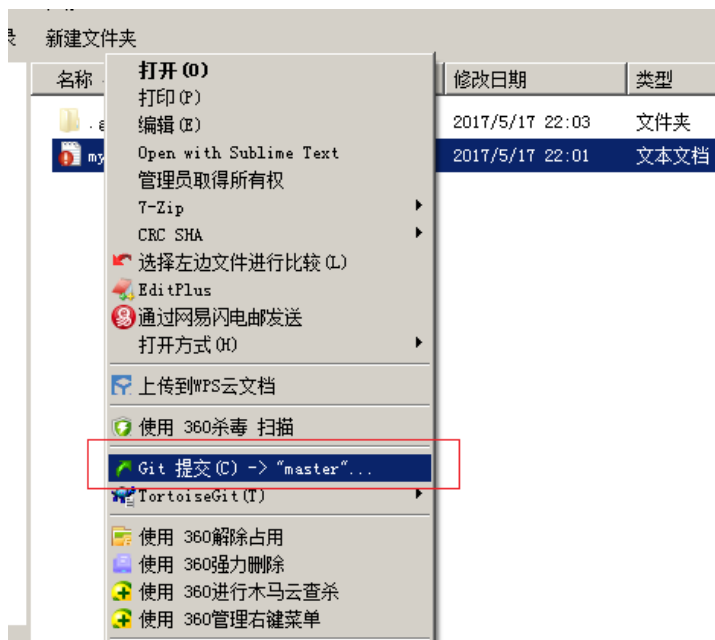 新建文件夹
名称 修改日期 类型
2017/5/17 22:03 文件夹
my 2017/5/17 22:01 文本文档
打开(O)
打印(P)
编辑(E)
Open with Sublime Text
管理员取得所有权
7-Zip
CRC SHA
选择左边文件进行比较(L)
EditPlus
通过网易闪电邮发送
打开方式(H)
上传到WPS云文档
使用 360杀毒 扫描
Git 提交(C) -> "master"...
TortoiseGit(T)
使用 360解除占用
使用 360强力删除
使用 360进行木马云查杀
使用 360管理右键菜单